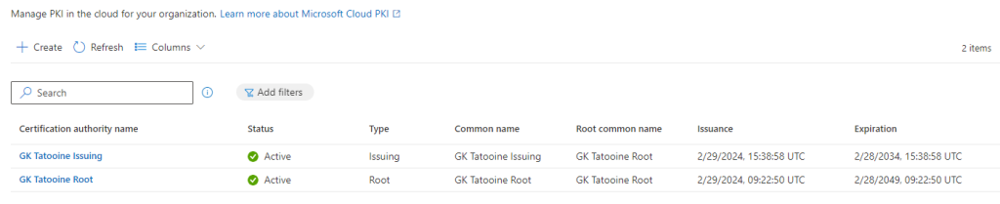 Manage PKI in the cloud for your organization. Learn more about Microsoft Cloud PKI
Create Refresh Columns 2 items
Search Add filters
Certification authority name Status Type Common name Root common name Issuance Expiration
GK Tatooine Issuing Active Issuing GK Tatooine Issuing GK Tatooine Root 2/29/2024, 15:38:58 UTC 2/28/2034, 15:38:58 UTC
GK Tatooine Root Active Root GK Tatooine Root GK Tatooine Root 2/29/2024, 09:22:50 UTC 2/28/2049, 09:22:50 UTC